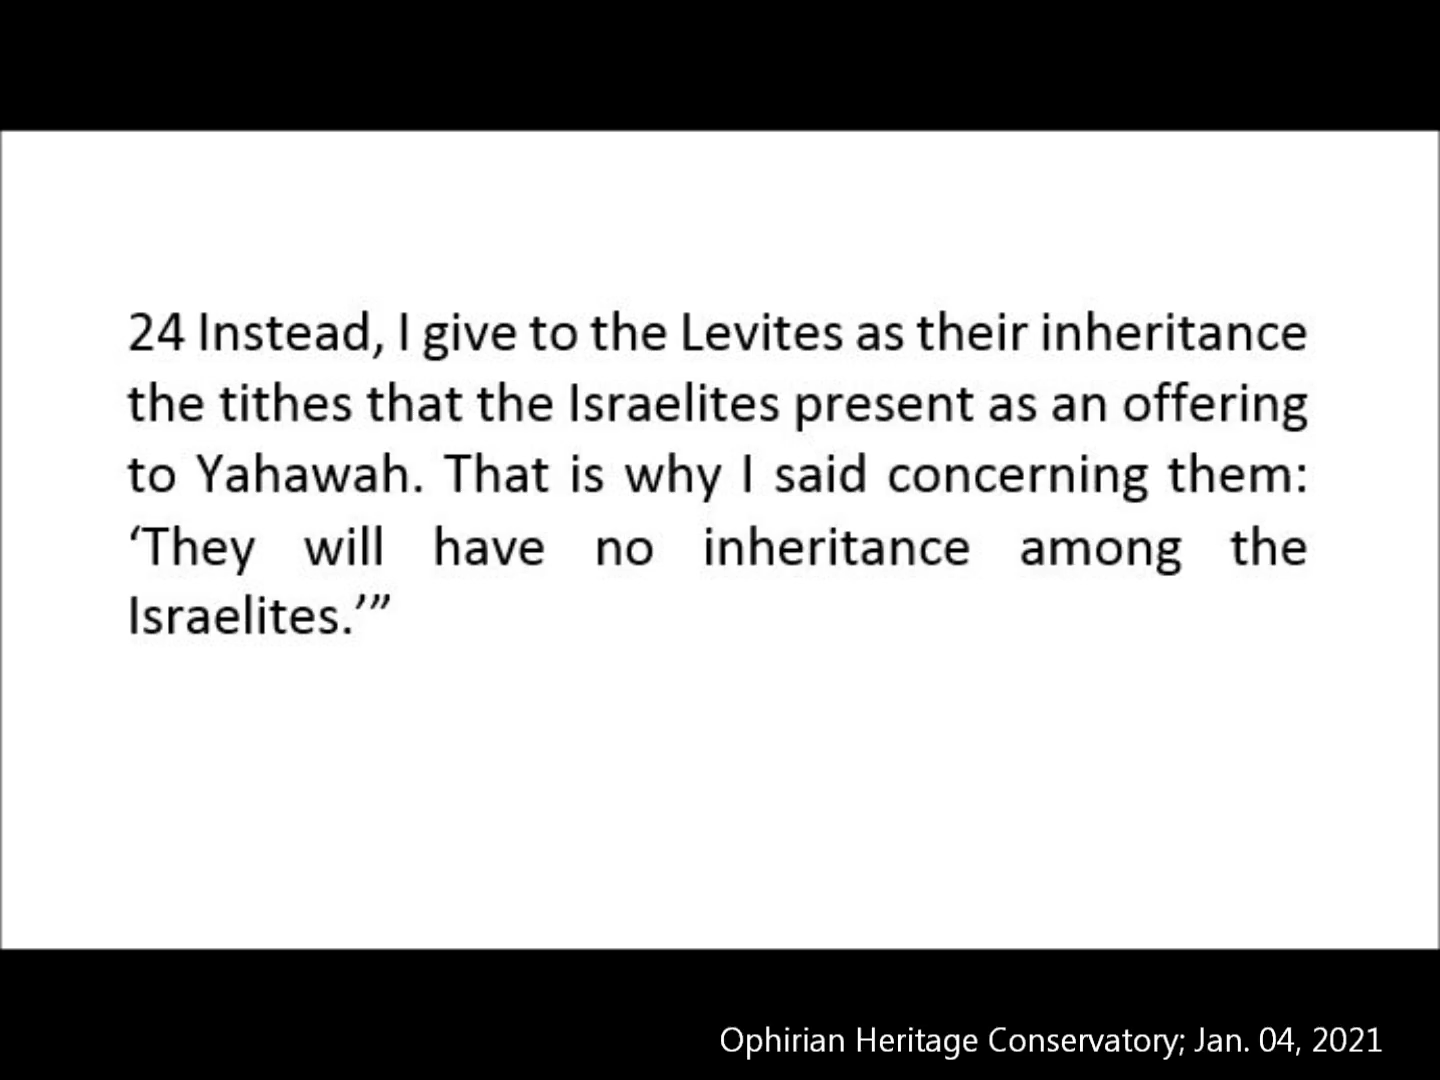 24 Instead, I give to the Levites as their inheritance
the tithes that the Israelites present as an offering
to Yahawah. That is why I said concerning them:
‘They will have no inheritance among the
Israelites.’”
Ophirian Heritage Conservatory; Jan. 04, 2021